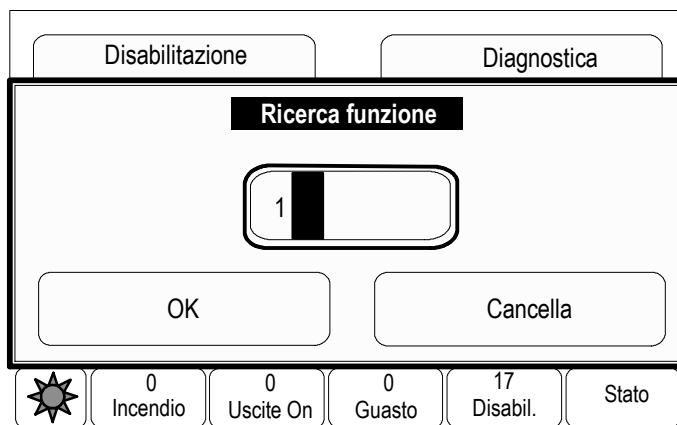 Disabilitazione
Diagnostica
Ricerca funzione
1
OK
Cancella
0
Incendio
0
Uscite On
0
Guasto
17
Disabil.
Stato